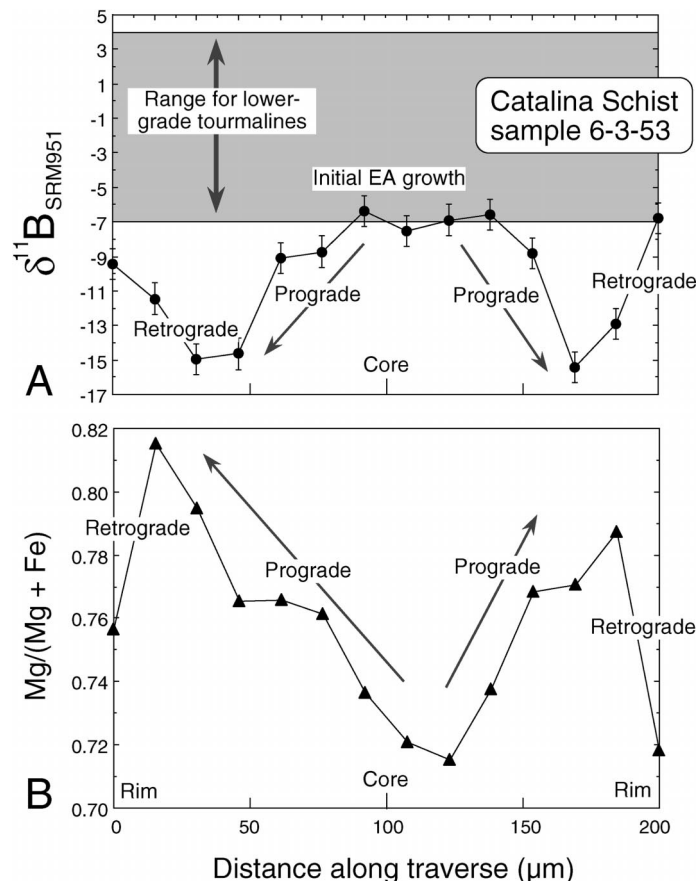 5
3
1
-1
-3
-5
-7
-9
-11
-13
-15
-17
δ¹¹B SRM951
Range for lower-
grade tourmalines
Catalina Schist
sample 6-3-53
Initial EA growth
Retrograde
Prograde
Prograde
Retrograde
Core
A
0.82
0.80
0.78
0.76
0.74
0.72
0.70
Mg/(Mg + Fe)
Retrograde
Prograde
Prograde
Retrograde
B
Rim
Core
Rim
0
50
100
150
200
Distance along traverse (µm)